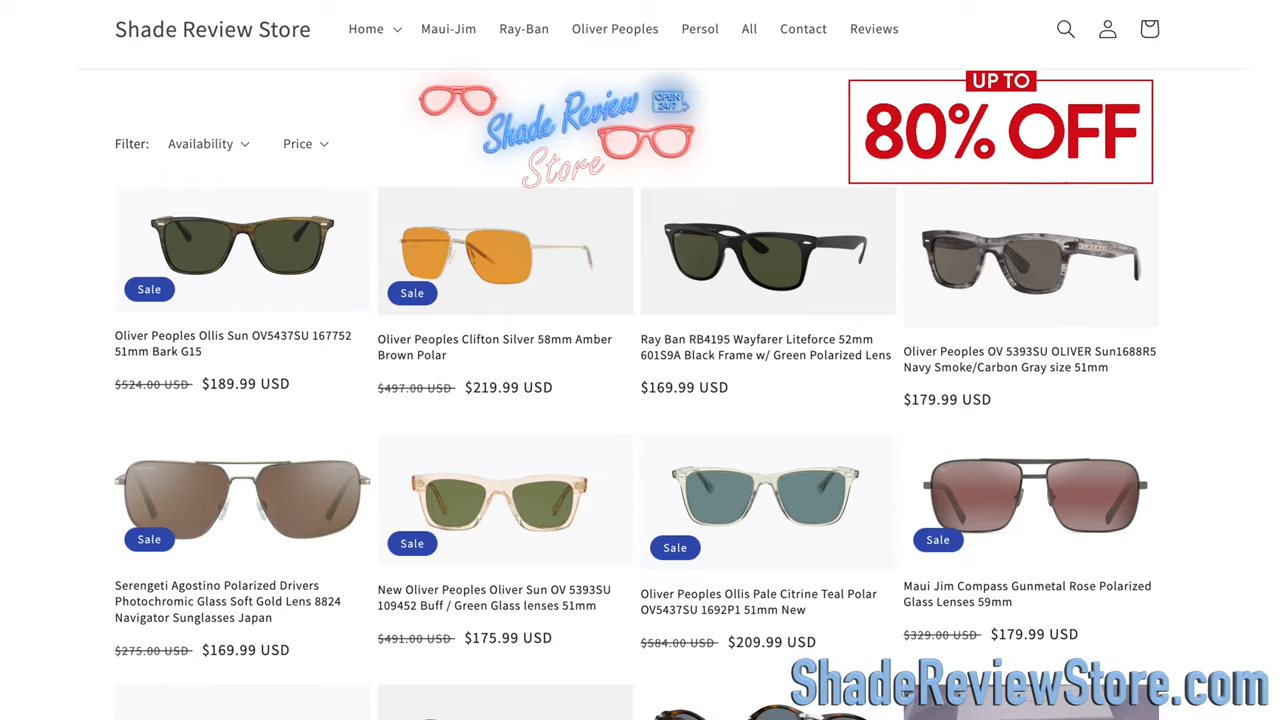 Shade Review Store
Home
Maui-Jim
Ray-Ban
Oliver Peoples
Persol
All
Contact
Reviews
Shade Review
Store
OPEN
24/7
UP TO
80% OFF
Filter:
Availability
Price
Sale
Oliver Peoples Ollis Sun OV5437SU 167752
51mm Bark G15
$524.00 USD $189.99 USD
Sale
Oliver Peoples Clifton Silver 58mm Amber
Brown Polar
$497.00 USD $219.99 USD
Ray Ban RB4195 Wayfarer Liteforce 52mm
601S9A Black Frame w/ Green Polarized Lens
$169.99 USD
Oliver Peoples OV 5393SU OLIVER Sun1688R5
Navy Smoke/Carbon Gray size 51mm
$179.99 USD
Sale
Serengeti Agostino Polarized Drivers
Photochromic Glass Soft Gold Lens 8824
Navigator Sunglasses Japan
$275.00 USD $169.99 USD
Sale
New Oliver Peoples Oliver Sun OV 5393SU
109452 Buff / Green Glass lenses 51mm
$491.00 USD $175.99 USD
Sale
Oliver Peoples Ollis Pale Citrine Teal Polar
OV5437SU 1692P1 51mm New
$584.00 USD $209.99 USD
Sale
Maui Jim Compass Gunmetal Rose Polarized
Glass Lenses 59mm
$329.00 USD $179.99 USD
ShadeReviewStore.com